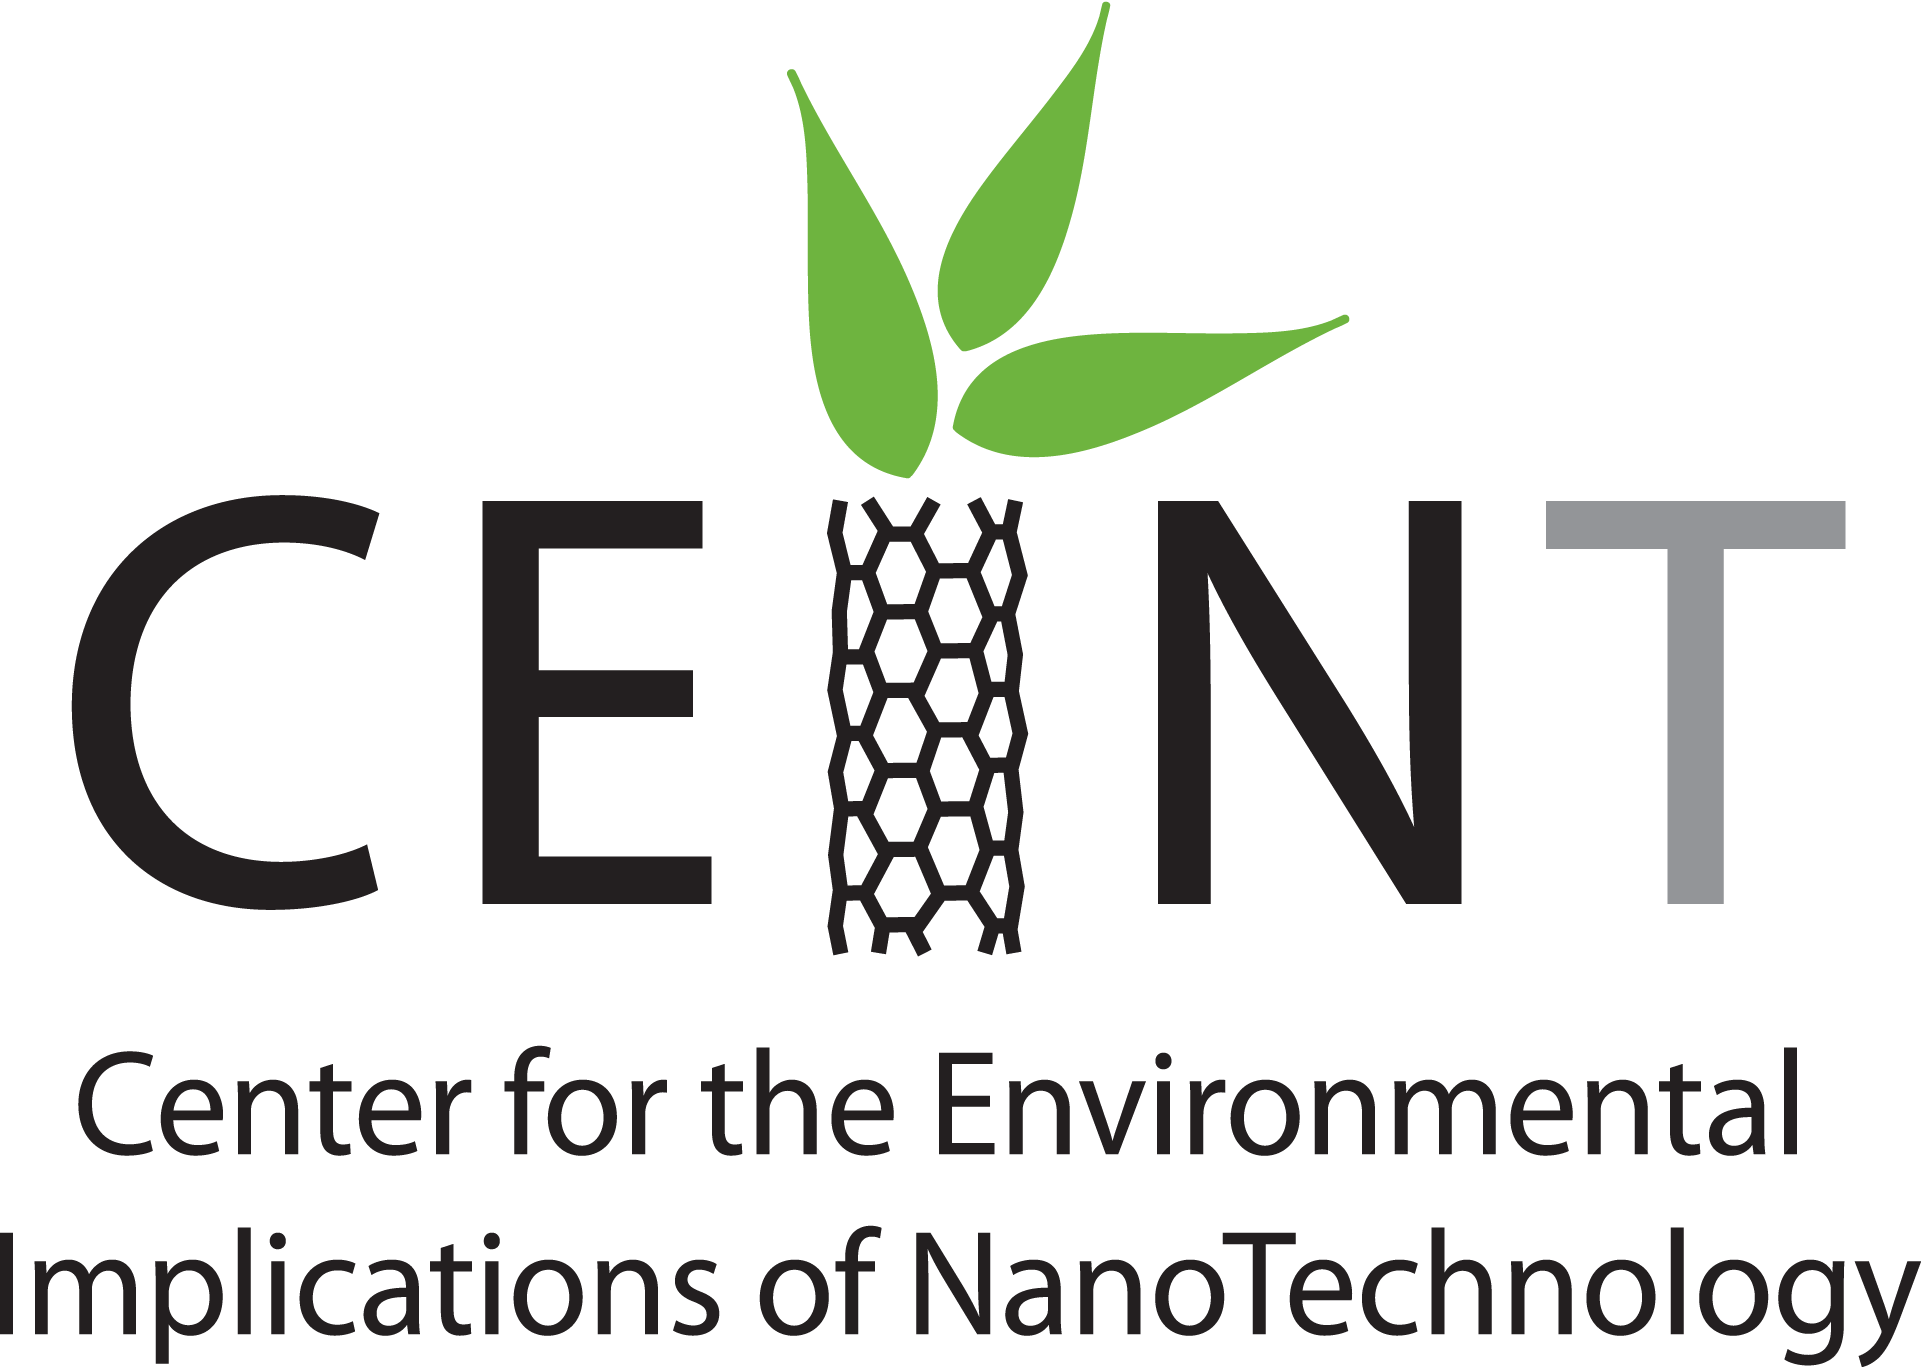 CEINT
Center for the Environmental
Implications of NanoTechnology